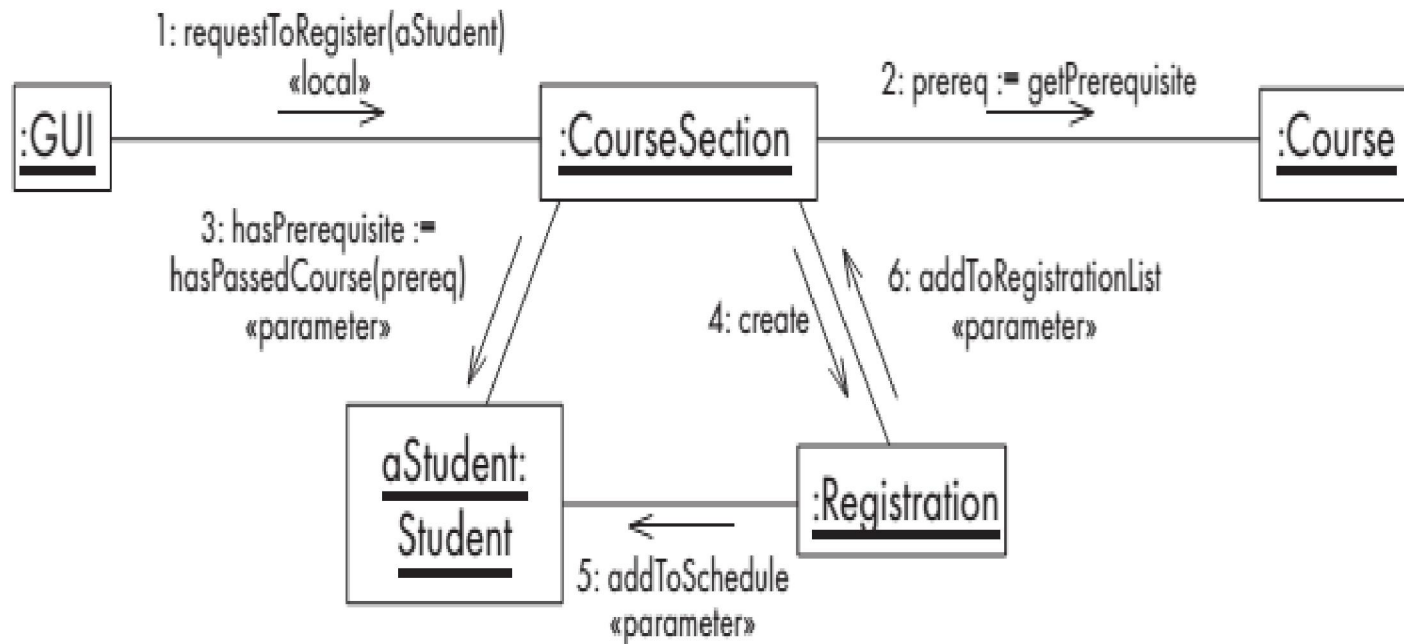 1: requestToRegister(aStudent)
«local»
2: prereq := getPrerequisite
:GUI
:CourseSection
:Course
3: hasPrerequisite :=
hasPassedCourse(prereq)
«parameter»
4: create
6: addToRegistrationList
«parameter»
aStudent:
Student
:Registration
5: addToSchedule
«parameter»